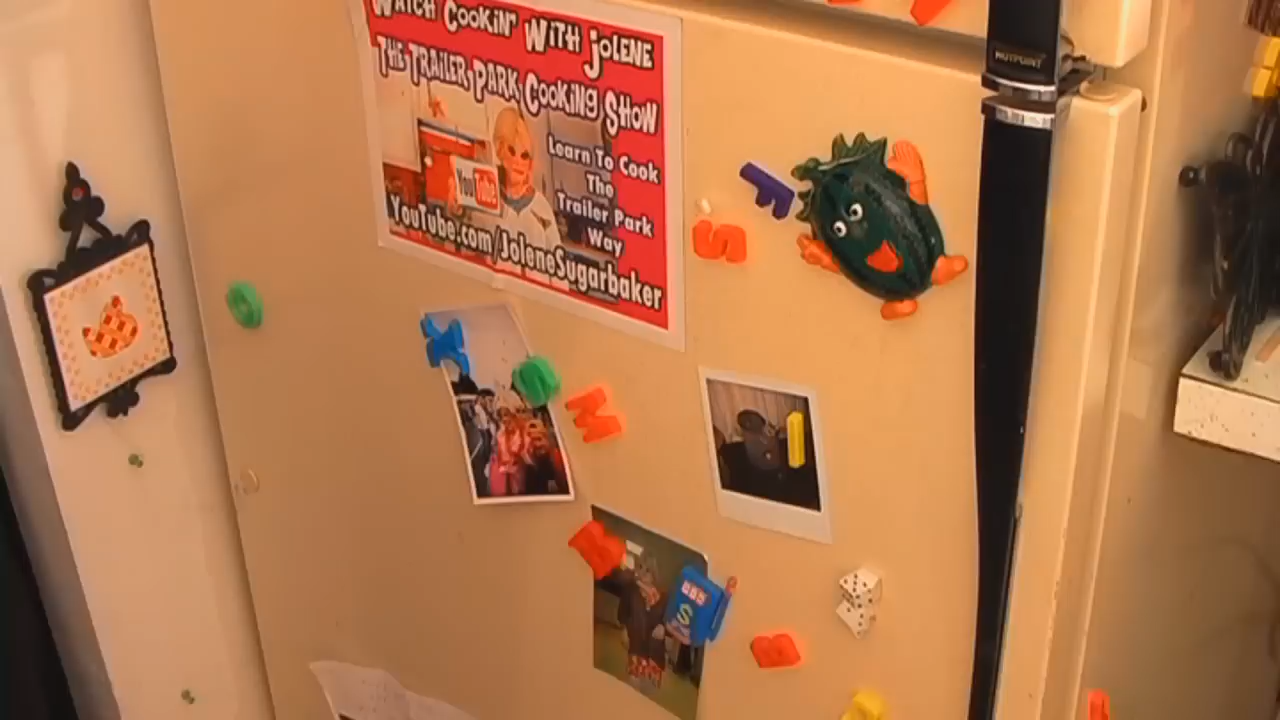 WATCH COOKIN' WITH JOLENE
THE TRAILER PARK COOKING SHOW
Learn To Cook
The
Trailer Park
Way
YouTube
YouTube.com/JoleneSugarbaker
HOTPOINT
F
S
M
$